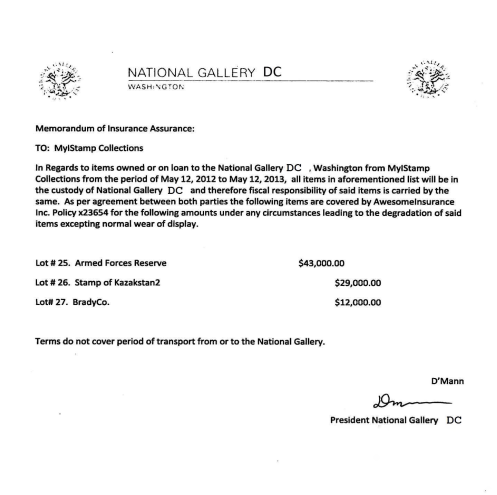 NATIONAL GALLERY DC
WASHINGTON
Memorandum of Insurance Assurance:
TO: MyIStamp Collections
In Regards to items owned or on loan to the National Gallery DC , Washington from MyIStamp
Collections from the period of May 12, 2012 to May 12, 2013, all items in aforementioned list will be in
the custody of National Gallery DC and therefore fiscal responsibility of said items is carried by the
same. As per agreement between both parties the following items are covered by AwesomeInsurance
Inc. Policy x23654 for the following amounts under any circumstances leading to the degradation of said
items excepting normal wear of display.
Lot # 25. Armed Forces Reserve $43,000.00
Lot # 26. Stamp of Kazakstan2 $29,000.00
Lot# 27. BradyCo. $12,000.00
Terms do not cover period of transport from or to the National Gallery.
D'Mann
President National Gallery DC